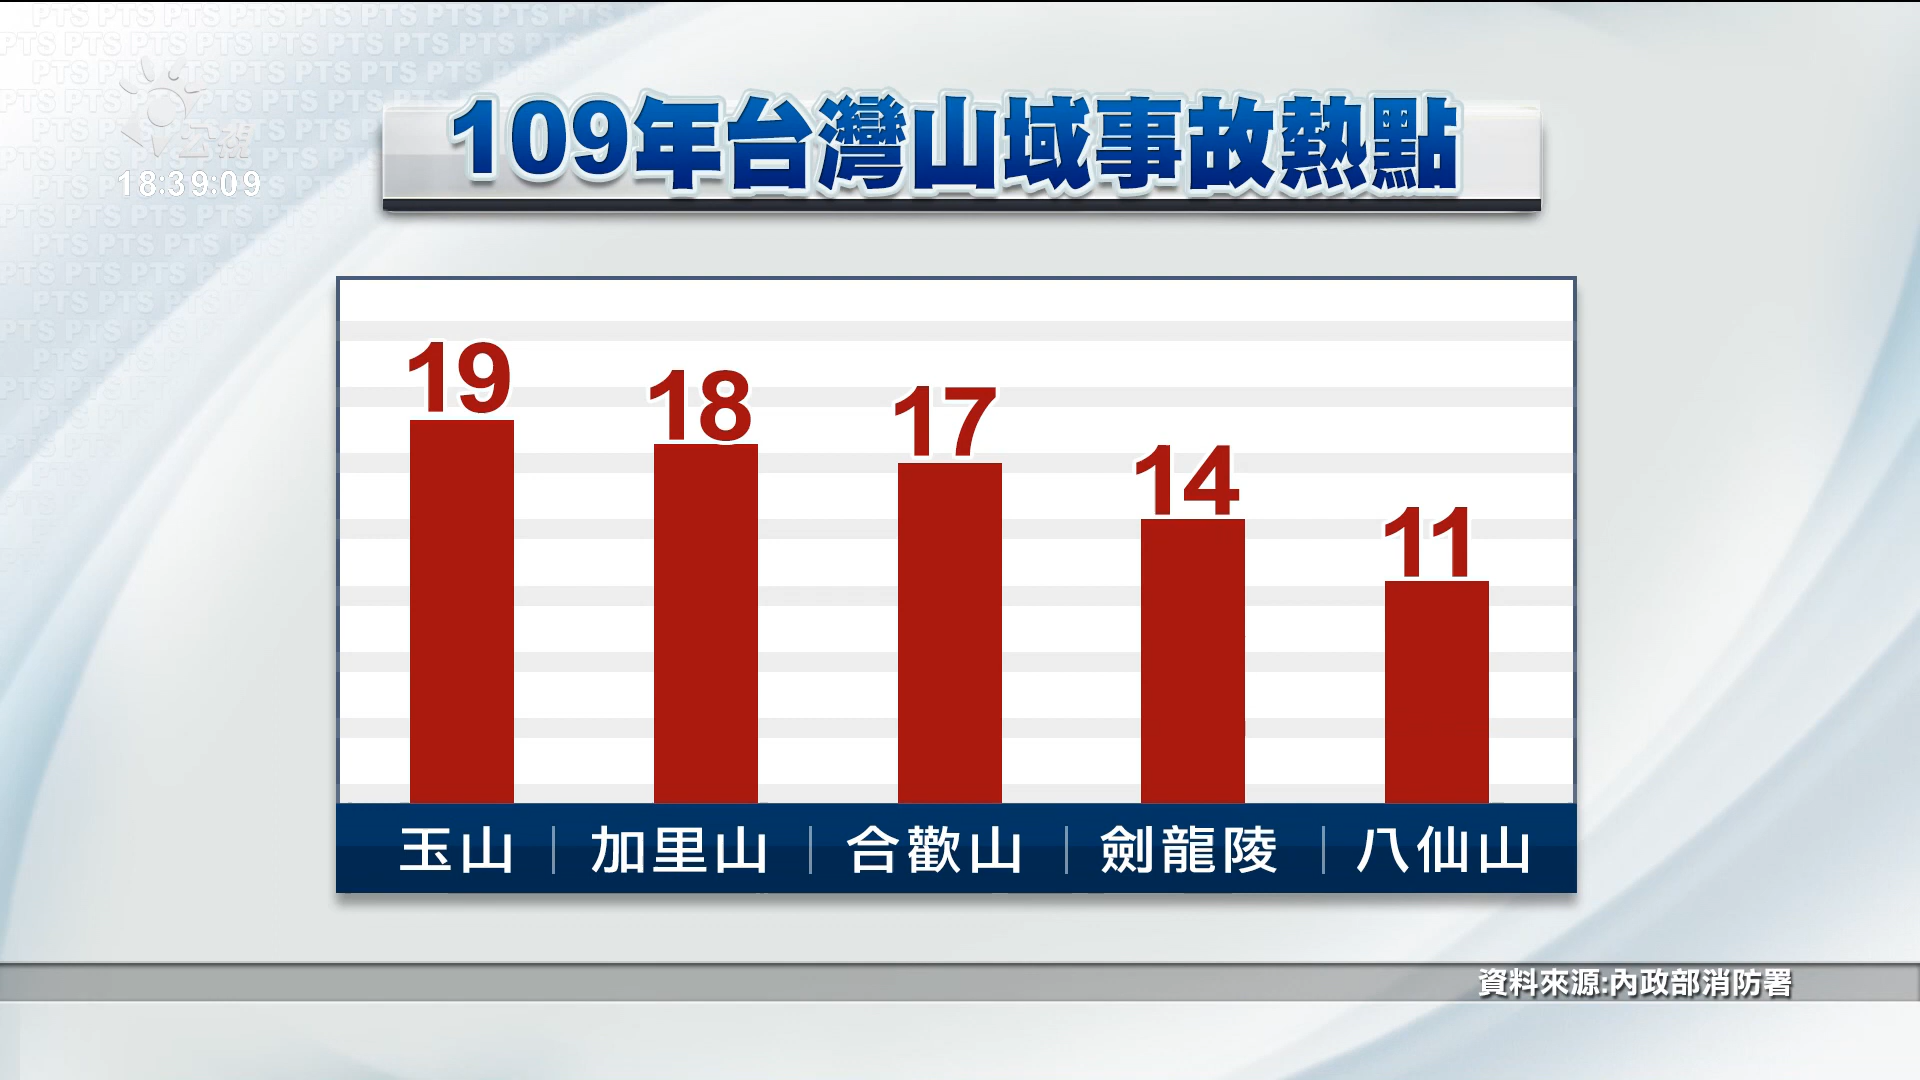 公視
18:39:09
109年台灣山域事故熱點
19
18
17
14
11
玉山
加里山
合歡山
劍龍陵
八仙山
資料來源:內政部消防署